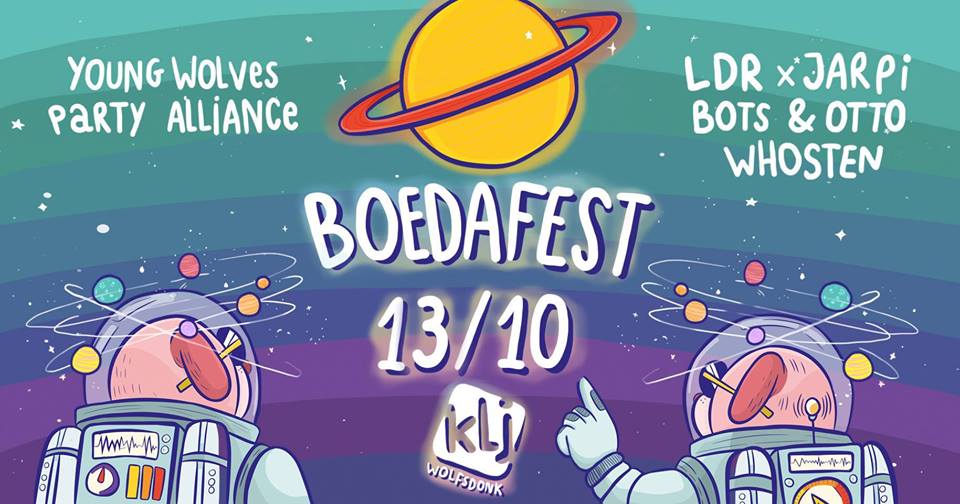 YOUNG WOLVES
PARTY ALLIANCE
LDR x JARPi
BOTS & OTTO
WHOSTEN
BOEDAFEST
13/10
klj
WOLFSDONK